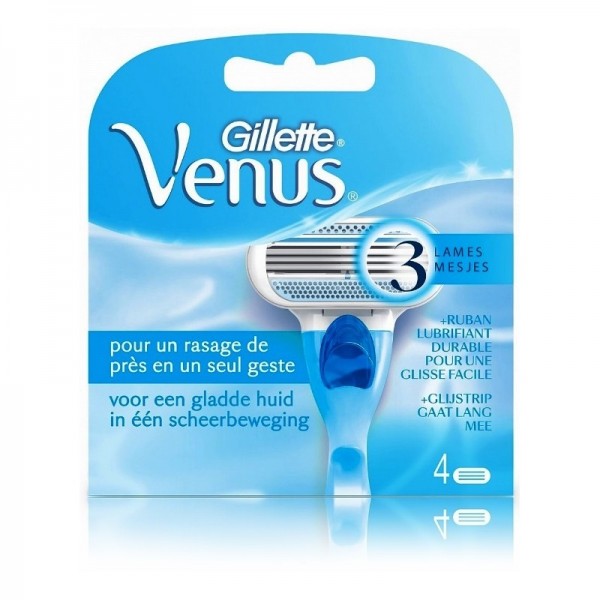 Gillette®
Venus®
3 LAMES
MESJES
+RUBAN
LUBRIFIANT
DURABLE
POUR UNE
GLISSE FACILE
+GLIJSTRIP
GAAT LANG
MEE
pour un rasage de
près en un seul geste
voor een gladde huid
in één scheerbeweging
4